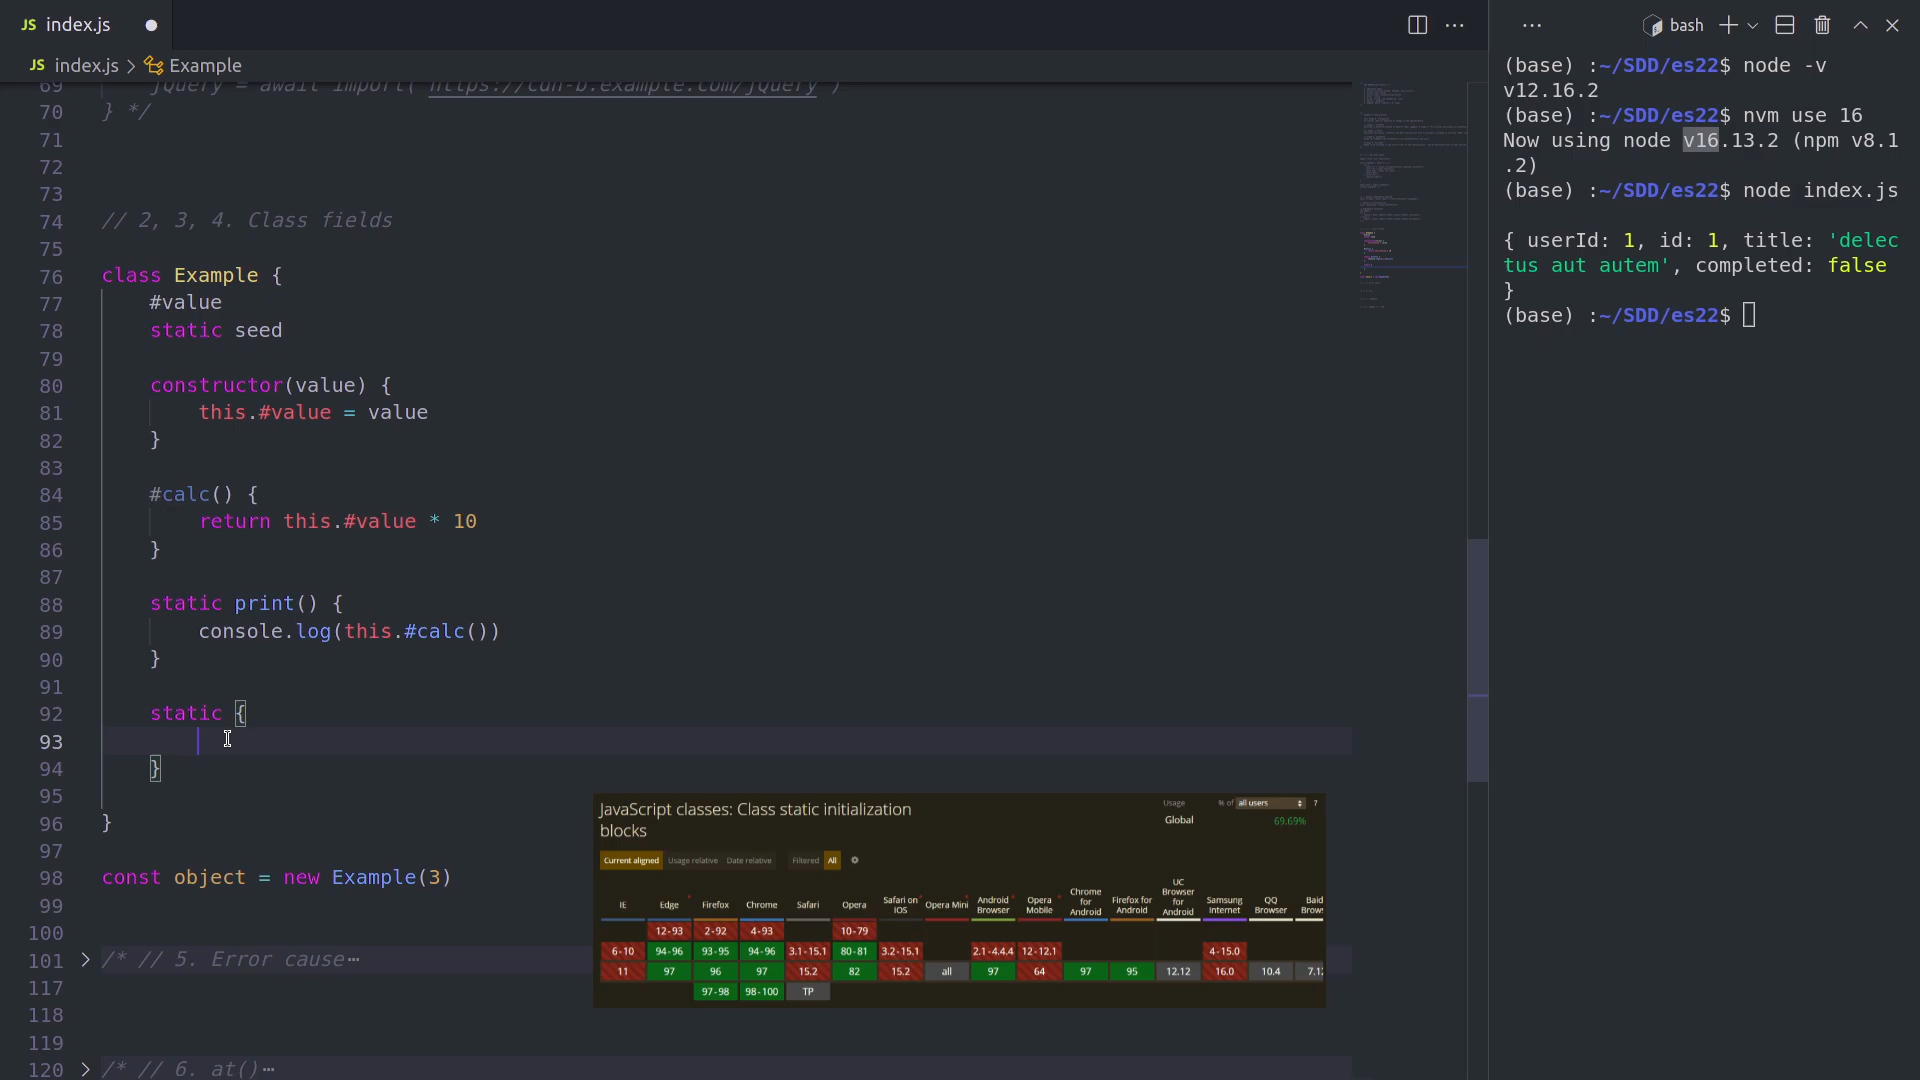 JS index.js
JS index.js > Example
bash
69 jQuery = await import('https://cdn-b.example.com/jQuery')
70 } */
71
72
73
74 // 2, 3, 4. Class fields
75
76 class Example {
77 #value
78 static seed
79
80 constructor(value) {
81 this.#value = value
82 }
83
84 #calc() {
85 return this.#value * 10
86 }
87
88 static print() {
89 console.log(this.#calc())
90 }
91
92 static {
93
94 }
95
96 }
97
98 const object = new Example(3)
99
100
101 > /* // 5. Error cause⋯
117
118
119
120 > /* // 6. at()⋯
JavaScript classes: Class static initialization
blocks
Usage % of all users ?
Global 69.69%
Current aligned Usage relative Date relative Filtered All
IE Edge Firefox Chrome Safari Opera Safari on iOS Opera Mini Android Browser Opera Mobile Chrome for Android Firefox for Android UC Browser for Android Samsung Internet QQ Browser Baid Brows
12-93 2-92 4-93 10-79
6-10 94-96 93-95 94-96 3.1-15.1 80-81 3.2-15.1 2.1-4.4.4 12-12.1 4-15.0
11 97 96 97 15.2 82 15.2 all 97 64 97 95 12.12 16.0 10.4 7.12
97-98 98-100 TP
(base) :~/SDD/es22$ node -v
v12.16.2
(base) :~/SDD/es22$ nvm use 16
Now using node v16.13.2 (npm v8.1
.2)
(base) :~/SDD/es22$ node index.js
{ userId: 1, id: 1, title: 'delec
tus aut autem', completed: false
}
(base) :~/SDD/es22$